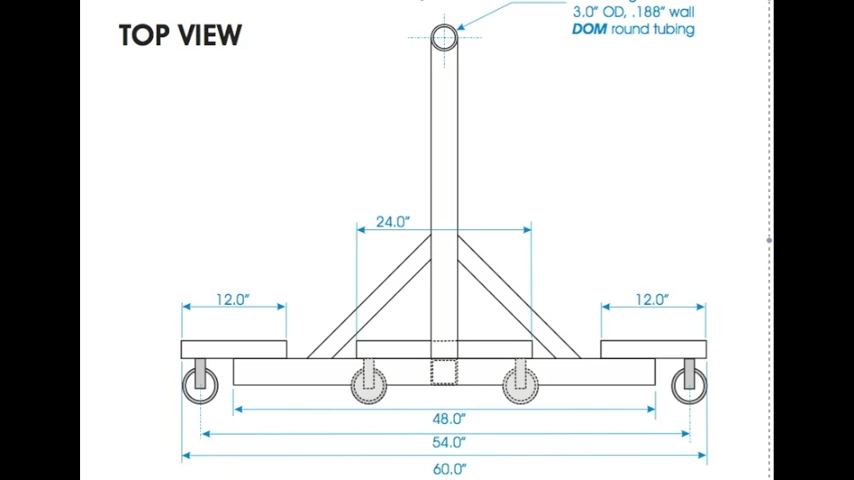 3.0" OD, .188" wall
TOP VIEW
DOM round tubing
24.0"
12.0"
12.0"
48.0"
54.0"
60.0"